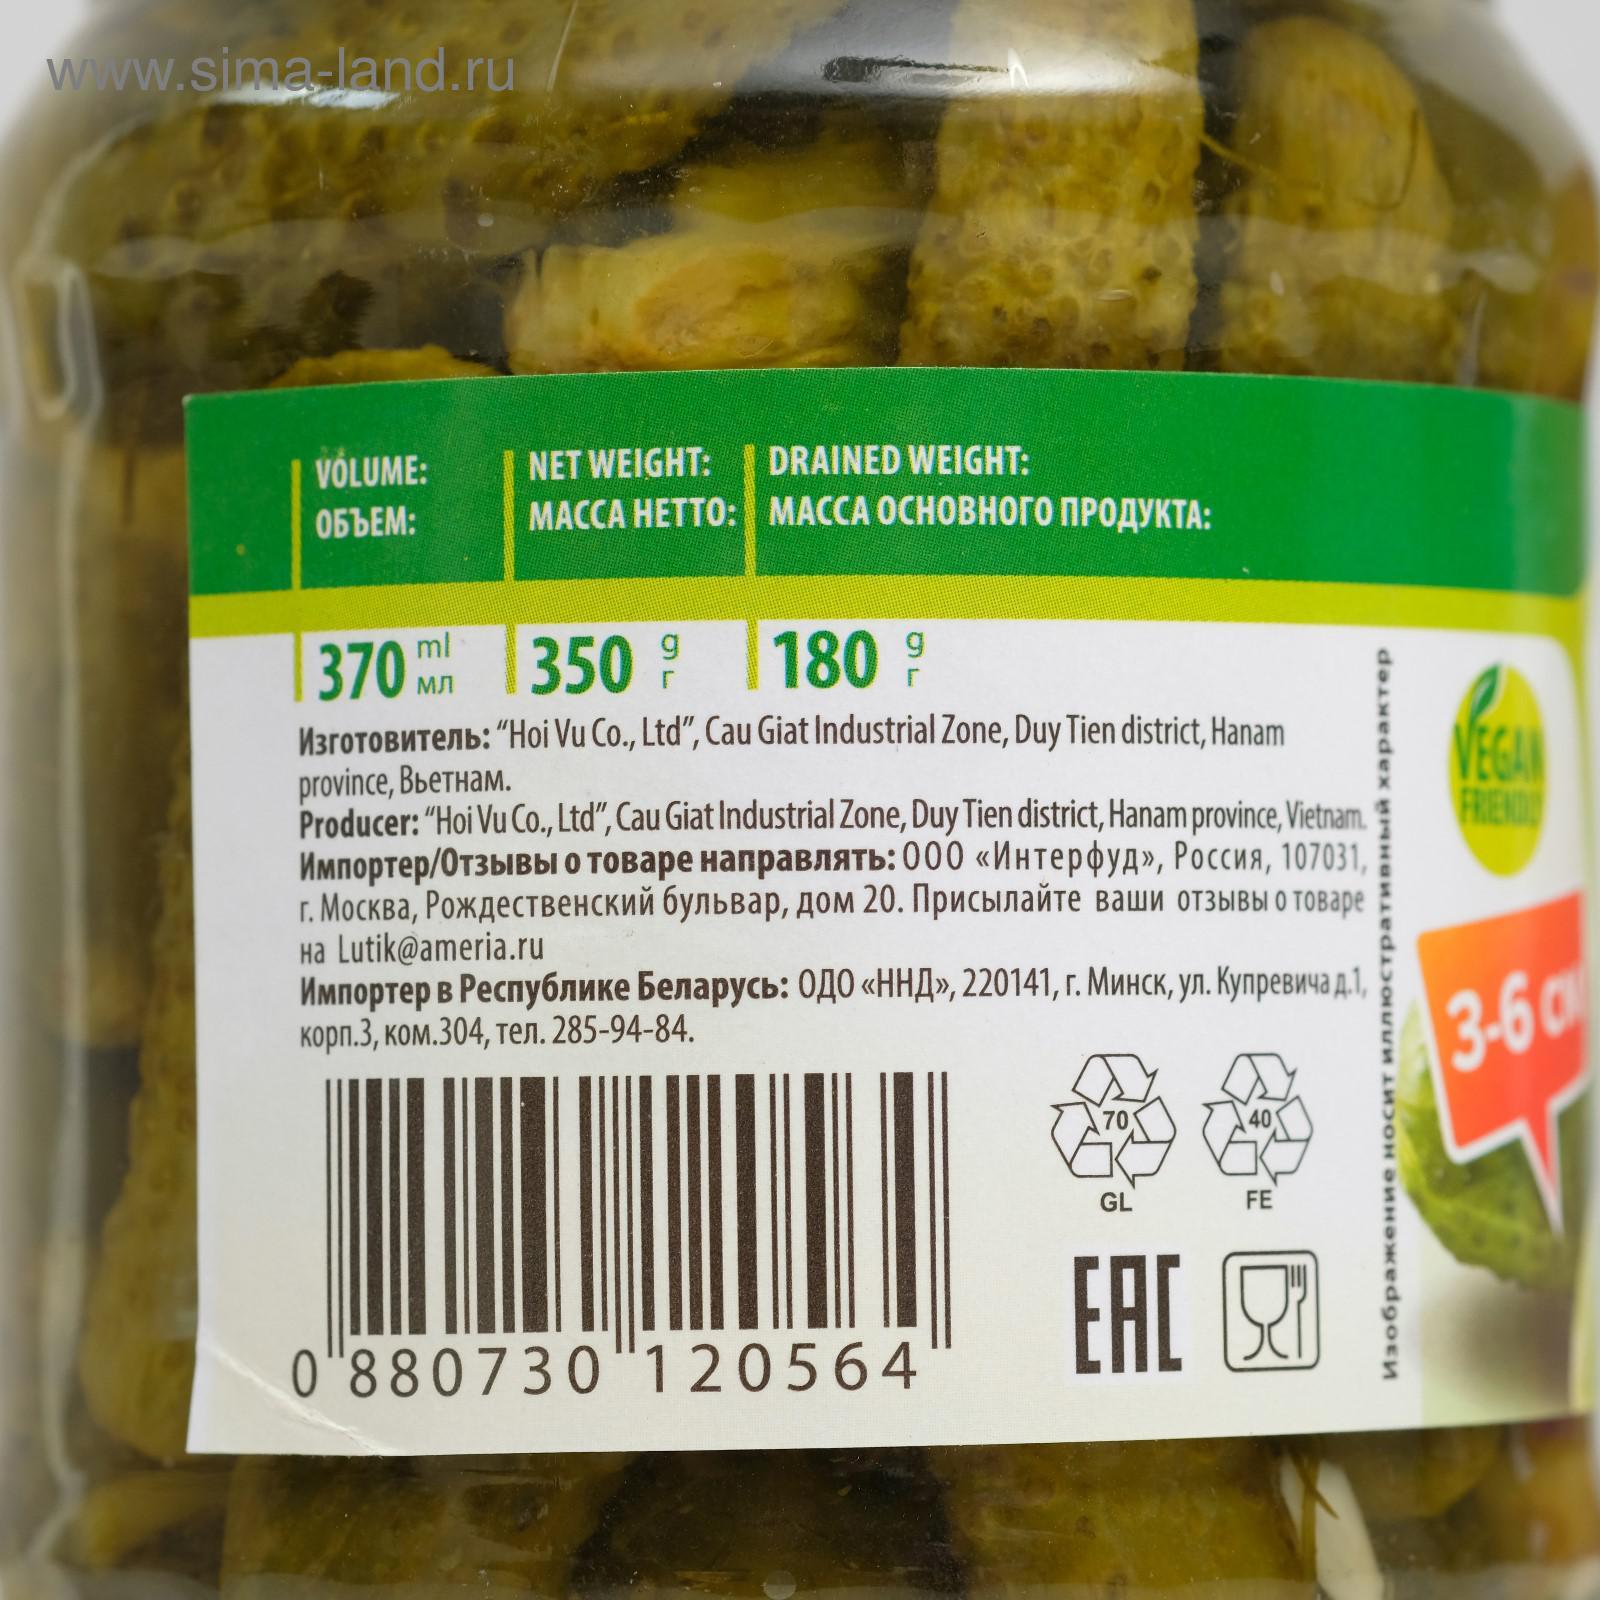 www.sima-land.ru
VOLUME:
ОБЪЕМ:
NET WEIGHT:
МАССА НЕТТО:
DRAINED WEIGHT:
МАССА ОСНОВНОГО ПРОДУКТА:
370 ml
мл
350 g
г
180 g
г
Изготовитель: “Hoi Vu Co., Ltd”, Cau Giat Industrial Zone, Duy Tien district, Hanam
province, Вьетнам.
Producer: “Hoi Vu Co., Ltd”, Cau Giat Industrial Zone, Duy Tien district, Hanam province, Vietnam.
Импортер/Отзывы о товаре направлять: ООО «Интерфуд», Россия, 107031,
г. Москва, Рождественский бульвар, дом 20. Присылайте ваши отзывы о товаре
на Lutik@ameria.ru
Импортер в Республике Беларусь: ОДО «ННД», 220141, г. Минск, ул. Купревича д.1,
корп.3, ком.304, тел. 285-94-84.
0 880730 120564
70
GL
40
FE
EAC
Изображение носит иллюстративный характер
VEGAN
FRIENDLY
3-6 см